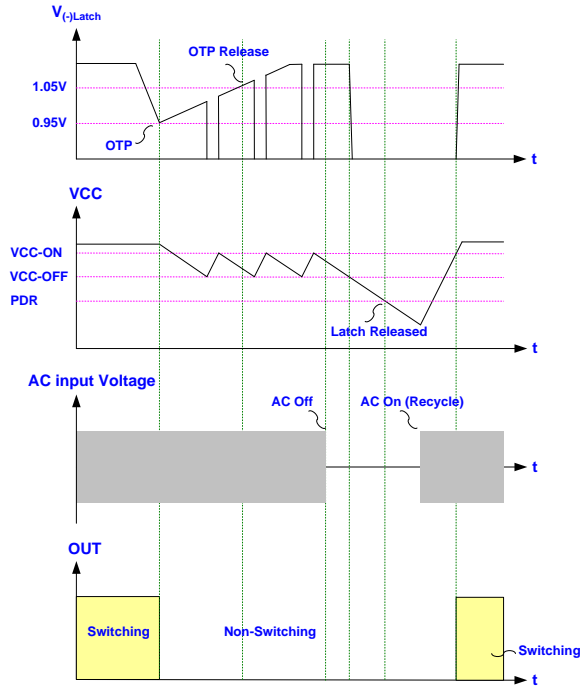 V(-)Latch
OTP Release
1.05V
0.95V
OTP
t
VCC
VCC-ON
VCC-OFF
PDR
Latch Released
t
AC input Voltage
AC Off
AC On (Recycle)
t
OUT
Switching
Non-Switching
Switching
t